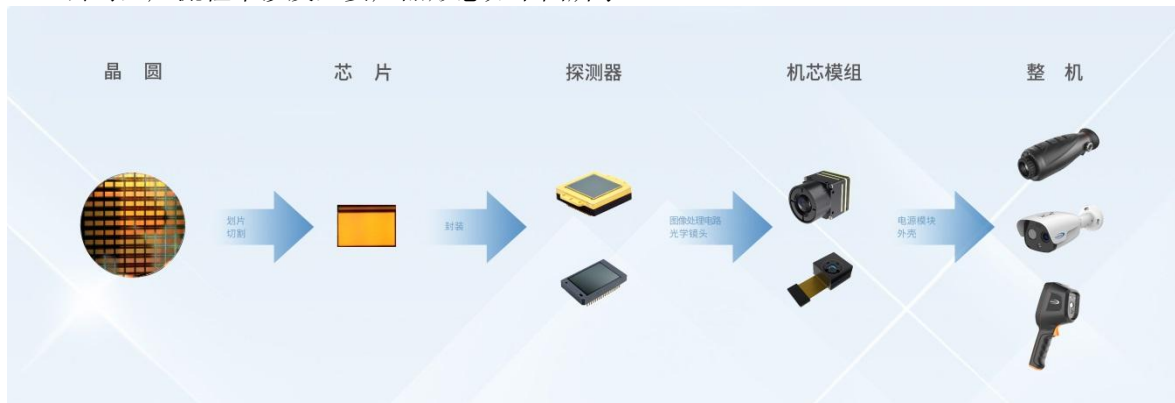 晶 圆
芯 片
探测器
机芯模组
整 机
划片
切割
封装
图像处理电路
光学镜头
电源模块
外壳